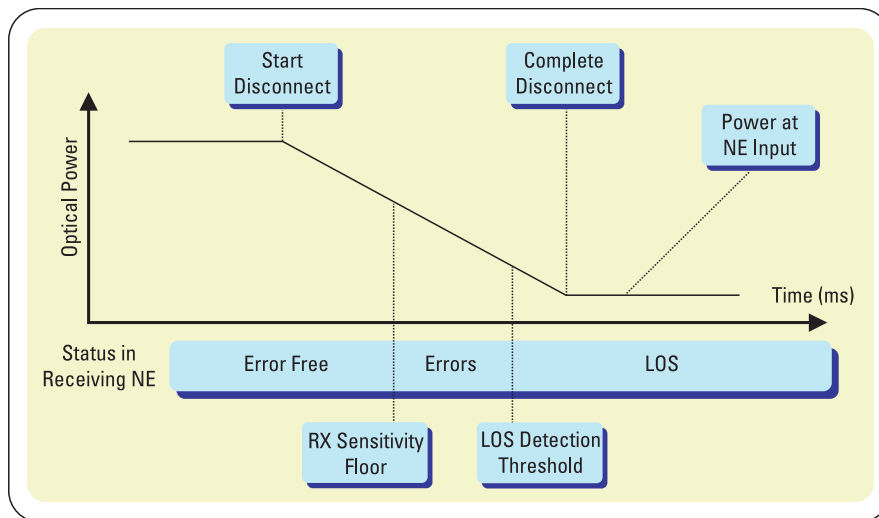 Start
Disconnect
Complete
Disconnect
Power at
NE Input
Optical Power
Time (ms)
Status in
Receiving NE
Error Free
Errors
LOS
RX Sensitivity
Floor
LOS Detection
Threshold